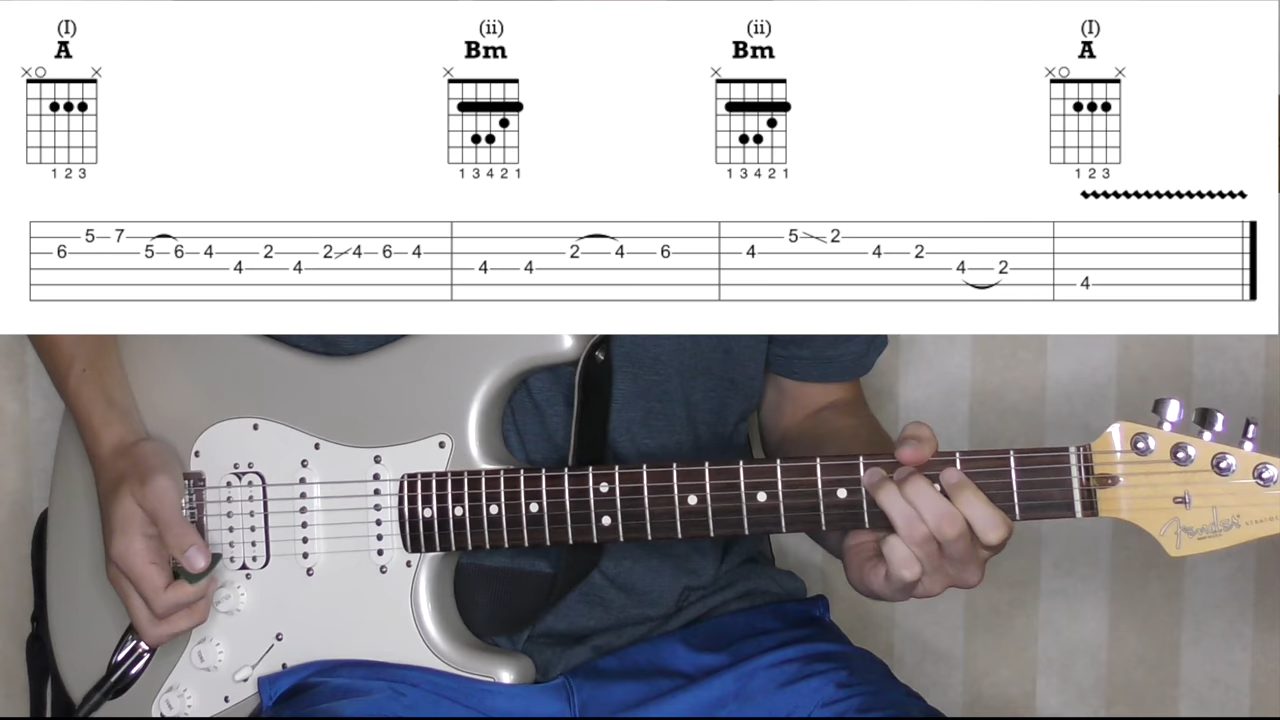 (I) (ii) (ii) (I)
A Bm Bm A
×○ × × × ×○ ×
1 2 3 1 3 4 2 1 1 3 4 2 1 1 2 3
5 7 5 2
6 5 6 4 2 2 4 6 4 2 4 6 4 4 2
4 4 4 4 4 2
4
Fender